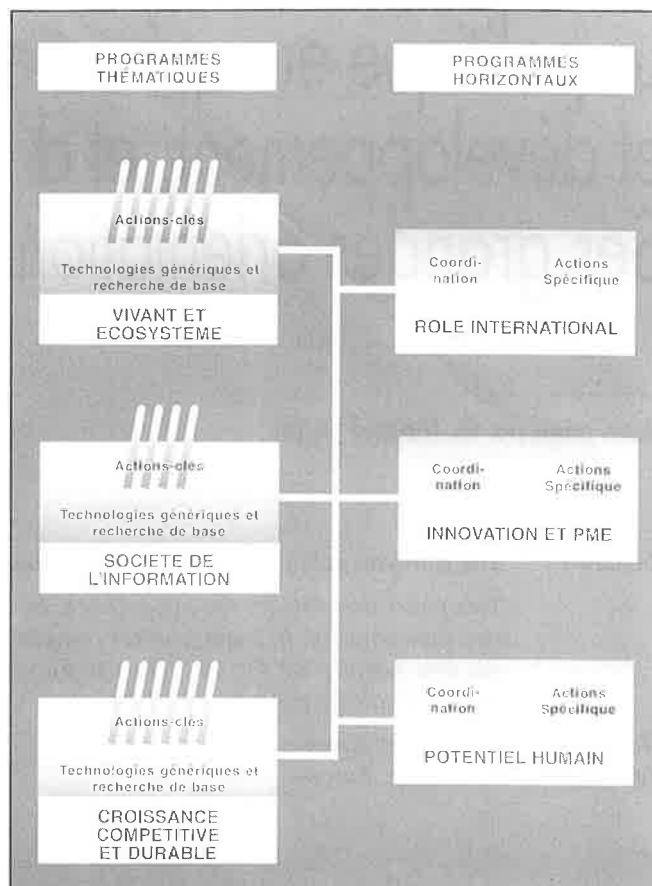 PROGRAMMES
THÉMATIQUES
Actions-clés
Technologies génériques et
recherche de base
VIVANT ET
ECOSYSTEME
Actions-clés
Technologies génériques et
recherche de base
SOCIETE DE
L'INFORMATION
Actions-clés
Technologies génériques et
recherche de base
CROISSANCE
COMPETITIVE
ET DURABLE
PROGRAMMES
HORIZONTAUX
Coordi-
nation
Actions
Spécifique
ROLE INTERNATIONAL
Coordi-
nation
Actions
Spécifique
INNOVATION ET PME
Coordi-
nation
Actions
Spécifique
POTENTIEL HUMAIN